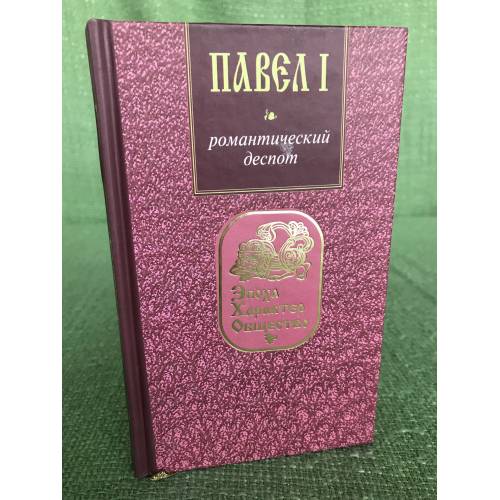 ПАВЕЛ I
романтический
деспот
Эпоха
Характер
Общество